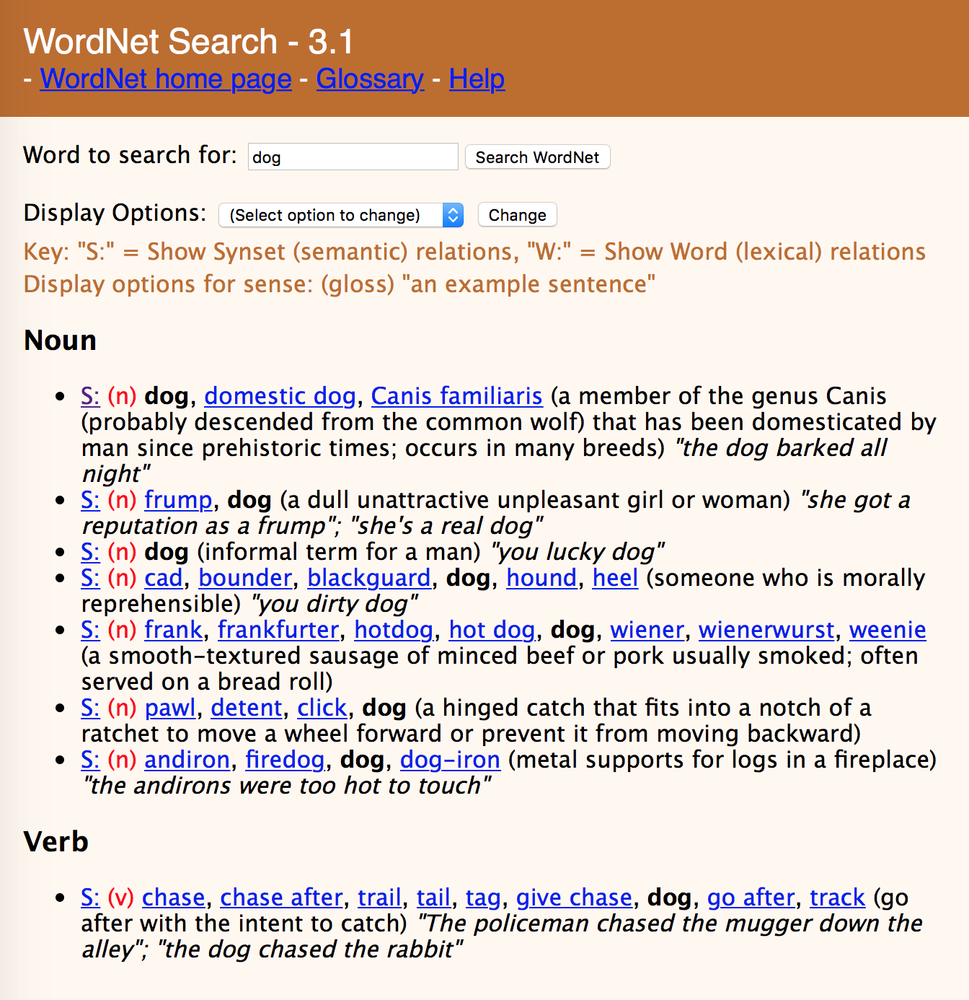 WordNet Search - 3.1
- WordNet home page - Glossary - Help
Word to search for: dog Search WordNet
Display Options: (Select option to change) Change
Key: "S:" = Show Synset (semantic) relations, "W:" = Show Word (lexical) relations
Display options for sense: (gloss) "an example sentence"
Noun
• S: (n) dog, domestic dog, Canis familiaris (a member of the genus Canis
(probably descended from the common wolf) that has been domesticated by
man since prehistoric times; occurs in many breeds) "the dog barked all
night"
• S: (n) frump, dog (a dull unattractive unpleasant girl or woman) "she got a
reputation as a frump"; "she's a real dog"
• S: (n) dog (informal term for a man) "you lucky dog"
• S: (n) cad, bounder, blackguard, dog, hound, heel (someone who is morally
reprehensible) "you dirty dog"
• S: (n) frank, frankfurter, hotdog, hot dog, dog, wiener, wienerwurst, weenie
(a smooth-textured sausage of minced beef or pork usually smoked; often
served on a bread roll)
• S: (n) pawl, detent, click, dog (a hinged catch that fits into a notch of a
ratchet to move a wheel forward or prevent it from moving backward)
• S: (n) andiron, firedog, dog, dog-iron (metal supports for logs in a fireplace)
"the andirons were too hot to touch"
Verb
• S: (v) chase, chase after, trail, tail, tag, give chase, dog, go after, track (go
after with the intent to catch) "The policeman chased the mugger down the
alley"; "the dog chased the rabbit"